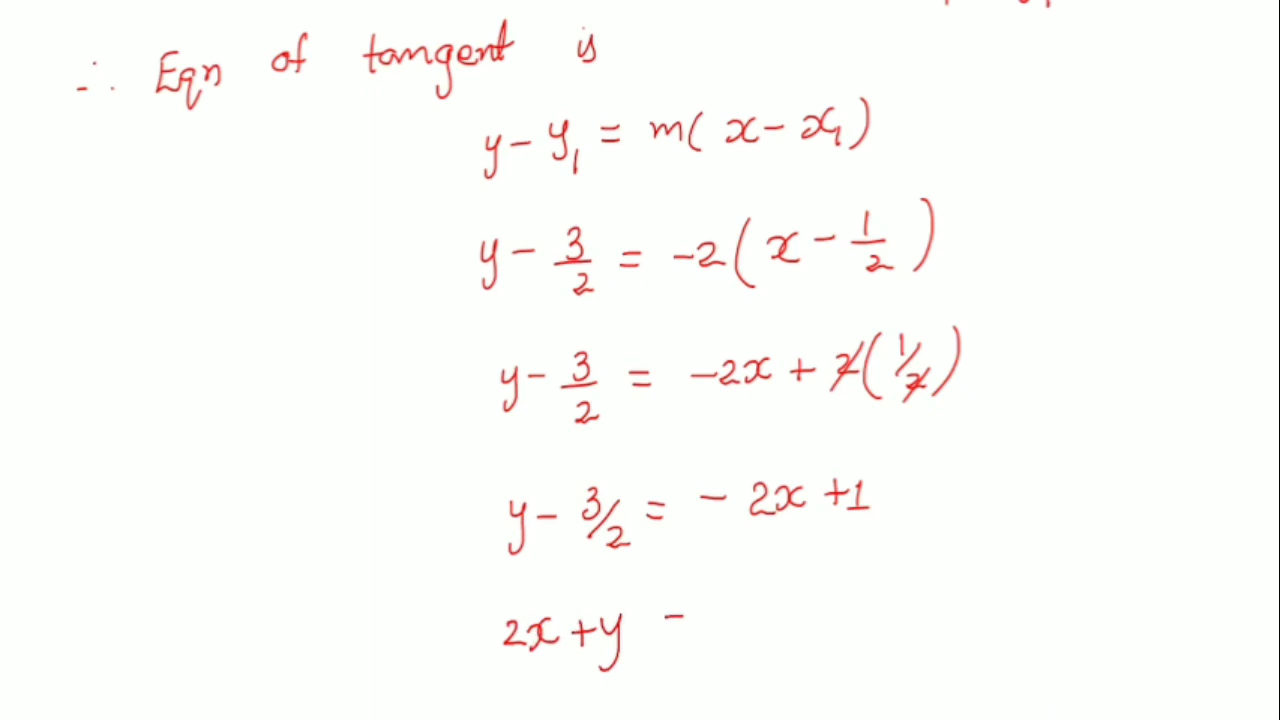 ∴ Eqn of tangent is
y - y₁ = m(x - x₁)
y - 3/2 = -2(x - 1/2)
y - 3/2 = -2x + 2(1/2)
y - 3/2 = - 2x + 1
2x + y -